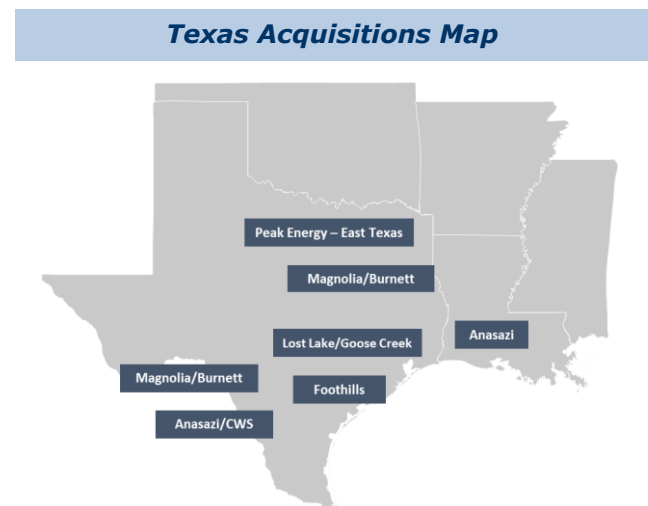 Texas Acquisitions Map
Peak Energy – East Texas
Magnolia/Burnett
Anasazi
Lost Lake/Goose Creek
Magnolia/Burnett
Foothills
Anasazi/CWS